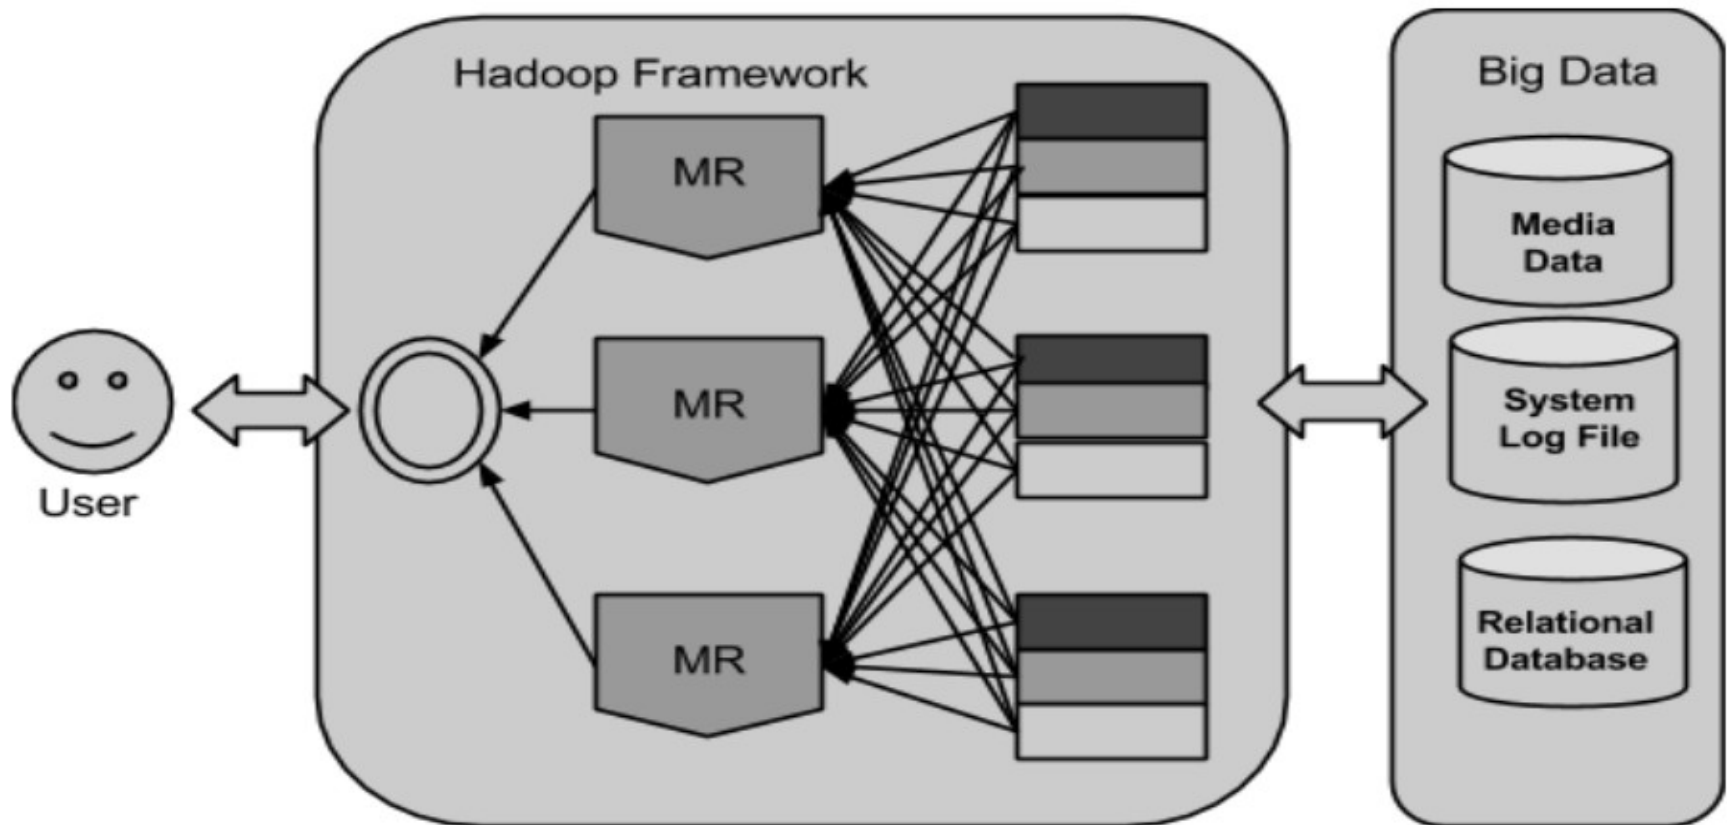 Hadoop Framework
MR
MR
MR
User
Big Data
Media
Data
System
Log File
Relational
Database